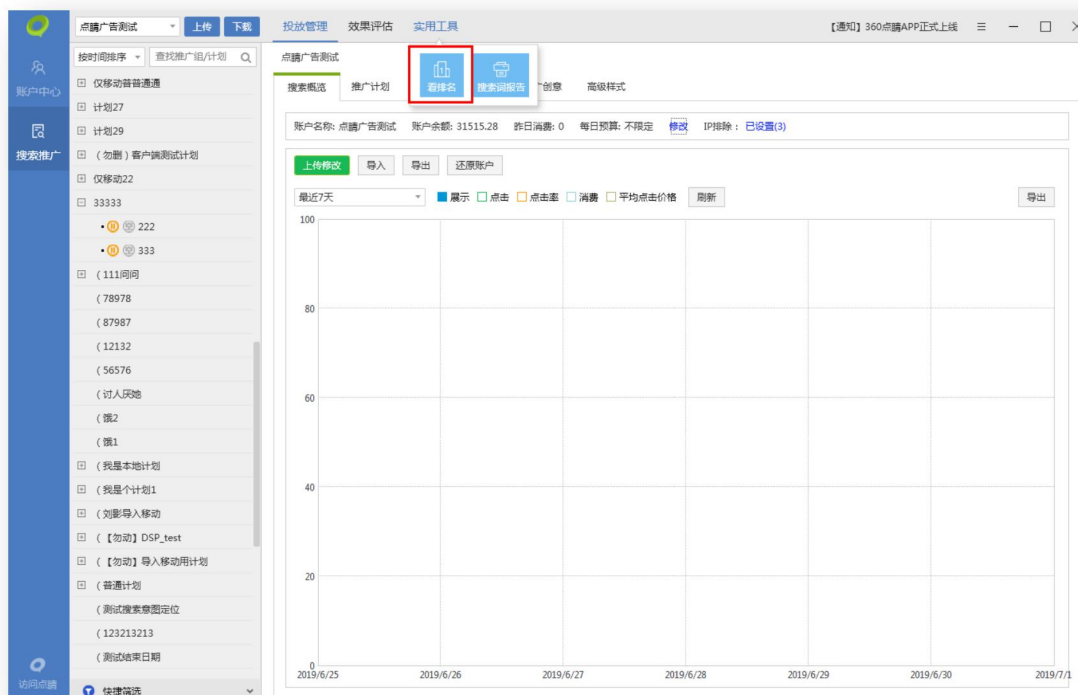 点睛广告测试 上传 下载 投放管理 效果评估 实用工具 【通知】360点睛APP正式上线
按时间排序 查找推广组/计划
账户中心
搜索推广
仅移动普普通通
计划27
计划29
(勿删) 客户端测试计划
仅移动22
33333
222
333
(111问问
(78978
(87987
(12132
(56576
(讨人厌她
(饿2
(饿1
(我是本地计划
(我是个计划1
(刘影导入移动
(【勿动】DSP_test
(【勿动】导入移动用计划
(普通计划
(测试搜索意图定位
(123213213
(测试结束日期
快捷筛选
访问点睛
点睛广告测试
看排名 搜索词报告
搜索概览 推广计划 创意 高级样式
账户名称: 点睛广告测试 账户余额: 31515.28 昨日消费: 0 每日预算: 不限定 修改 IP排除: 已设置(3)
上传修改 导入 导出 还原账户
最近7天 展示 点击 点击率 消费 平均点击价格 刷新 导出
100
80
60
40
20
0
2019/6/25 2019/6/26 2019/6/27 2019/6/28 2019/6/29 2019/6/30 2019/7/1